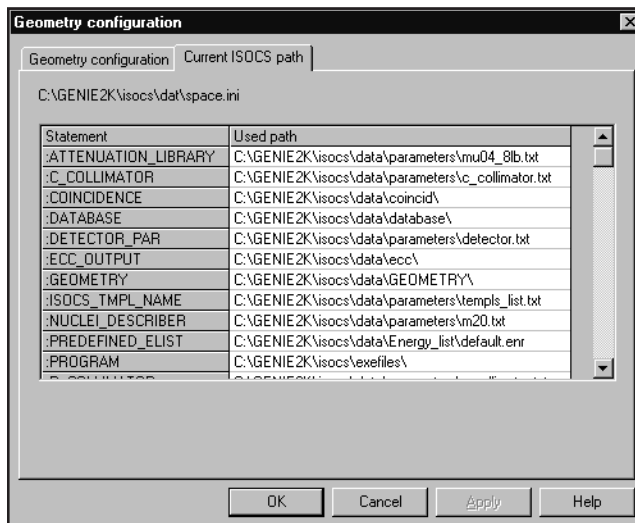 Geometry configuration
Geometry configuration Current ISOCS path
C:\GENIE2K\isocs\dat\space.ini
Statement Used path
:ATTENUATION_LIBRARY C:\GENIE2K\isocs\data\parameters\mu04_8lb.txt
:C_COLLIMATOR C:\GENIE2K\isocs\data\parameters\c_collimator.txt
:COINCIDENCE C:\GENIE2K\isocs\data\coincid\
:DATABASE C:\GENIE2K\isocs\data\database\
:DETECTOR_PAR C:\GENIE2K\isocs\data\parameters\detector.txt
:ECC_OUTPUT C:\GENIE2K\isocs\data\ecc\
:GEOMETRY C:\GENIE2K\isocs\data\GEOMETRY\
:ISOCS_TMPL_NAME C:\GENIE2K\isocs\data\parameters\templs_list.txt
:NUCLEI_DESCRIBER C:\GENIE2K\isocs\data\parameters\m20.txt
:PREDEFINED_ELIST C:\GENIE2K\isocs\data\Energy_list\default.enr
:PROGRAM C:\GENIE2K\isocs\exefiles\
OK Cancel Apply Help